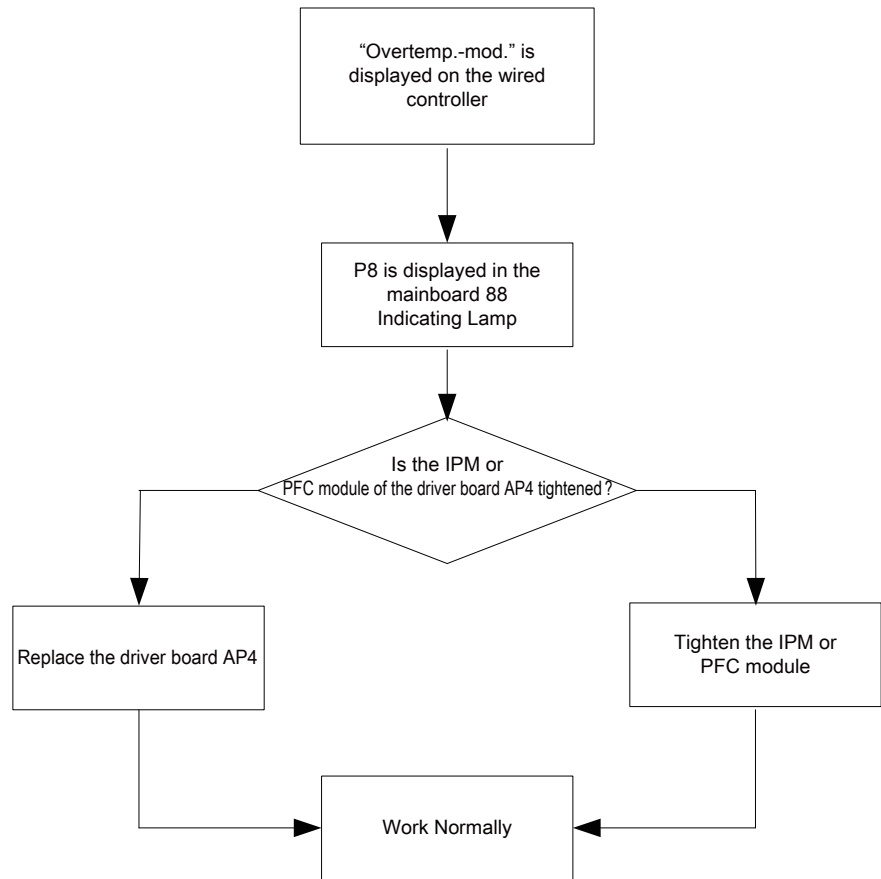 “Overtemp.-mod.” is
displayed on the wired
controller
P8 is displayed in the
mainboard 88
Indicating Lamp
Is the IPM or
PFC module of the driver board AP4 tightened?
Replace the driver board AP4
Tighten the IPM or
PFC module
Work Normally